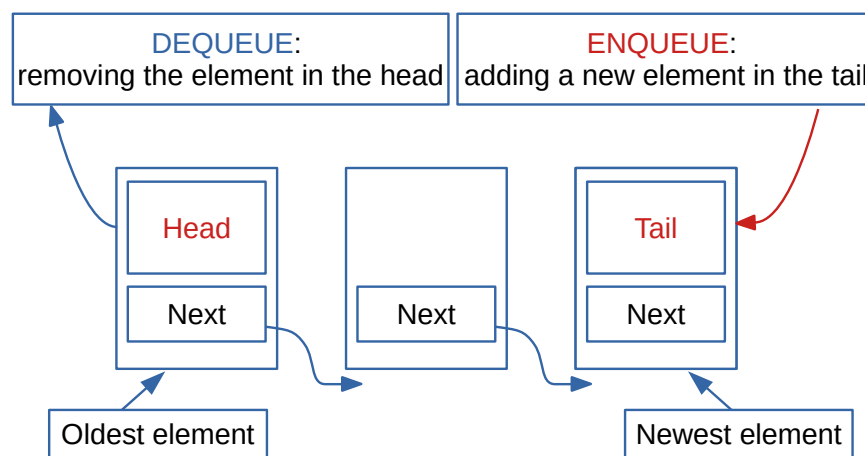 DEQUEUE:
removing the element in the head
ENQUEUE:
adding a new element in the tail
Head
Next
Next
Tail
Next
Oldest element
Newest element